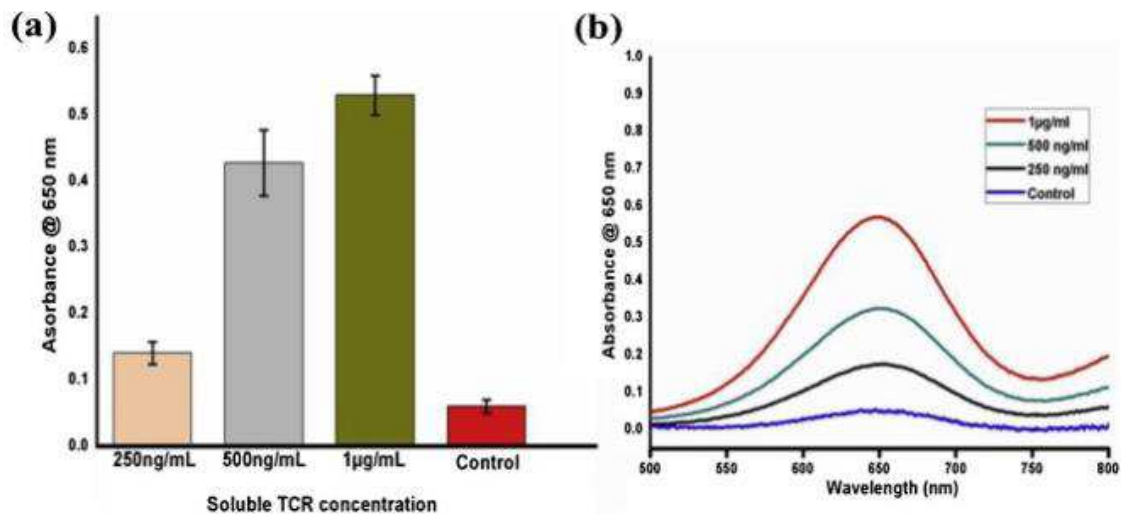 (a)
Asorbance @ 650 nm
0.6
0.5
0.4
0.3
0.2
0.1
0.0
250ng/mL 500ng/mL 1µg/mL Control
Soluble TCR concentration
(b)
Absorbance @ 650 nm
1.0
0.9
0.8
0.7
0.6
0.5
0.4
0.3
0.2
0.1
0.0
1µg/ml
500 ng/ml
250 ng/ml
Control
500 550 600 650 700 750 800
Wavelength (nm)